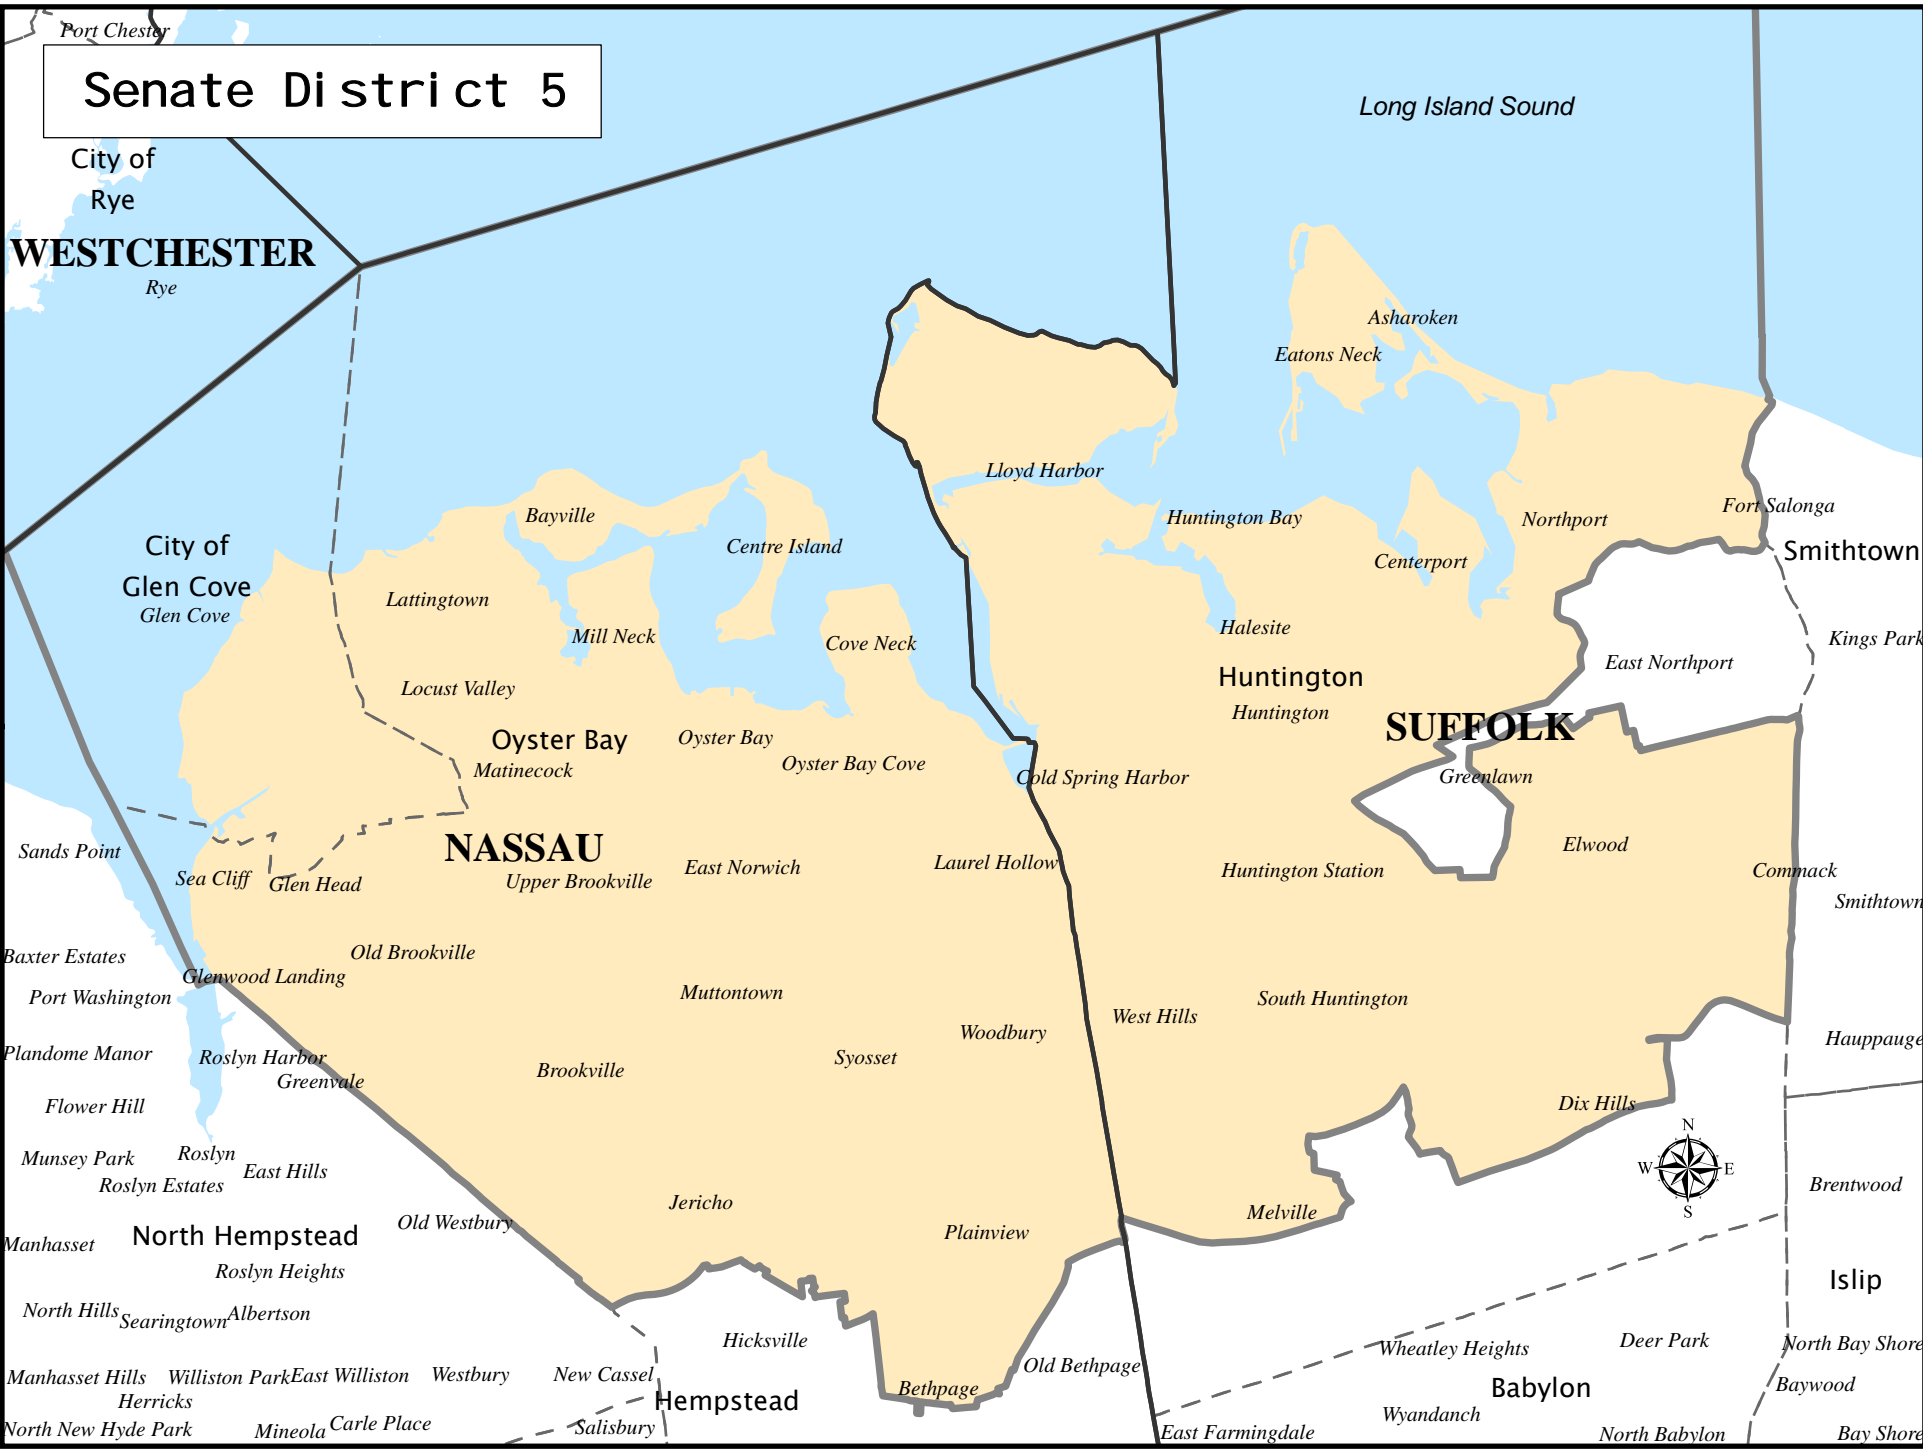 Port Chester
Senate District 5
Long Island Sound
City of
Rye
WESTCHESTER
Rye
Asharoken
Eatons Neck
Lloyd Harbor
Bayville
Huntington Bay
Northport
Fort Salonga
City of
Glen Cove
Glen Cove
Centre Island
Centerport
Smithtown
Lattingtown
Mill Neck
Cove Neck
Halesite
Kings Park
East Northport
Locust Valley
Huntington
Huntington
SUFFOLK
Oyster Bay
Matinecock
Oyster Bay
Oyster Bay Cove
Cold Spring Harbor
Greenlawn
Sands Point
NASSAU
Elwood
Sea Cliff
Glen Head
Upper Brookville
East Norwich
Laurel Hollow
Huntington Station
Commack
Smithtown
Baxter Estates
Old Brookville
Glenwood Landing
Port Washington
Muttontown
South Huntington
West Hills
Woodbury
Hauppauge
Plandome Manor
Roslyn Harbor
Greenvale
Brookville
Syosset
Flower Hill
Dix Hills
N
W
E
S
Munsey Park
Roslyn
East Hills
Roslyn Estates
Brentwood
Jericho
Melville
Old Westbury
North Hempstead
Manhasset
Plainview
Roslyn Heights
Islip
North Hills
Searingtown
Albertson
Hicksville
Wheatley Heights
Deer Park
North Bay Shore
Manhasset Hills
Williston Park
East Williston
Westbury
New Cassel
Old Bethpage
Babylon
Baywood
Herricks
Hempstead
Bethpage
Wyandanch
North New Hyde Park
Mineola
Carle Place
Salisbury
East Farmingdale
North Babylon
Bay Shore